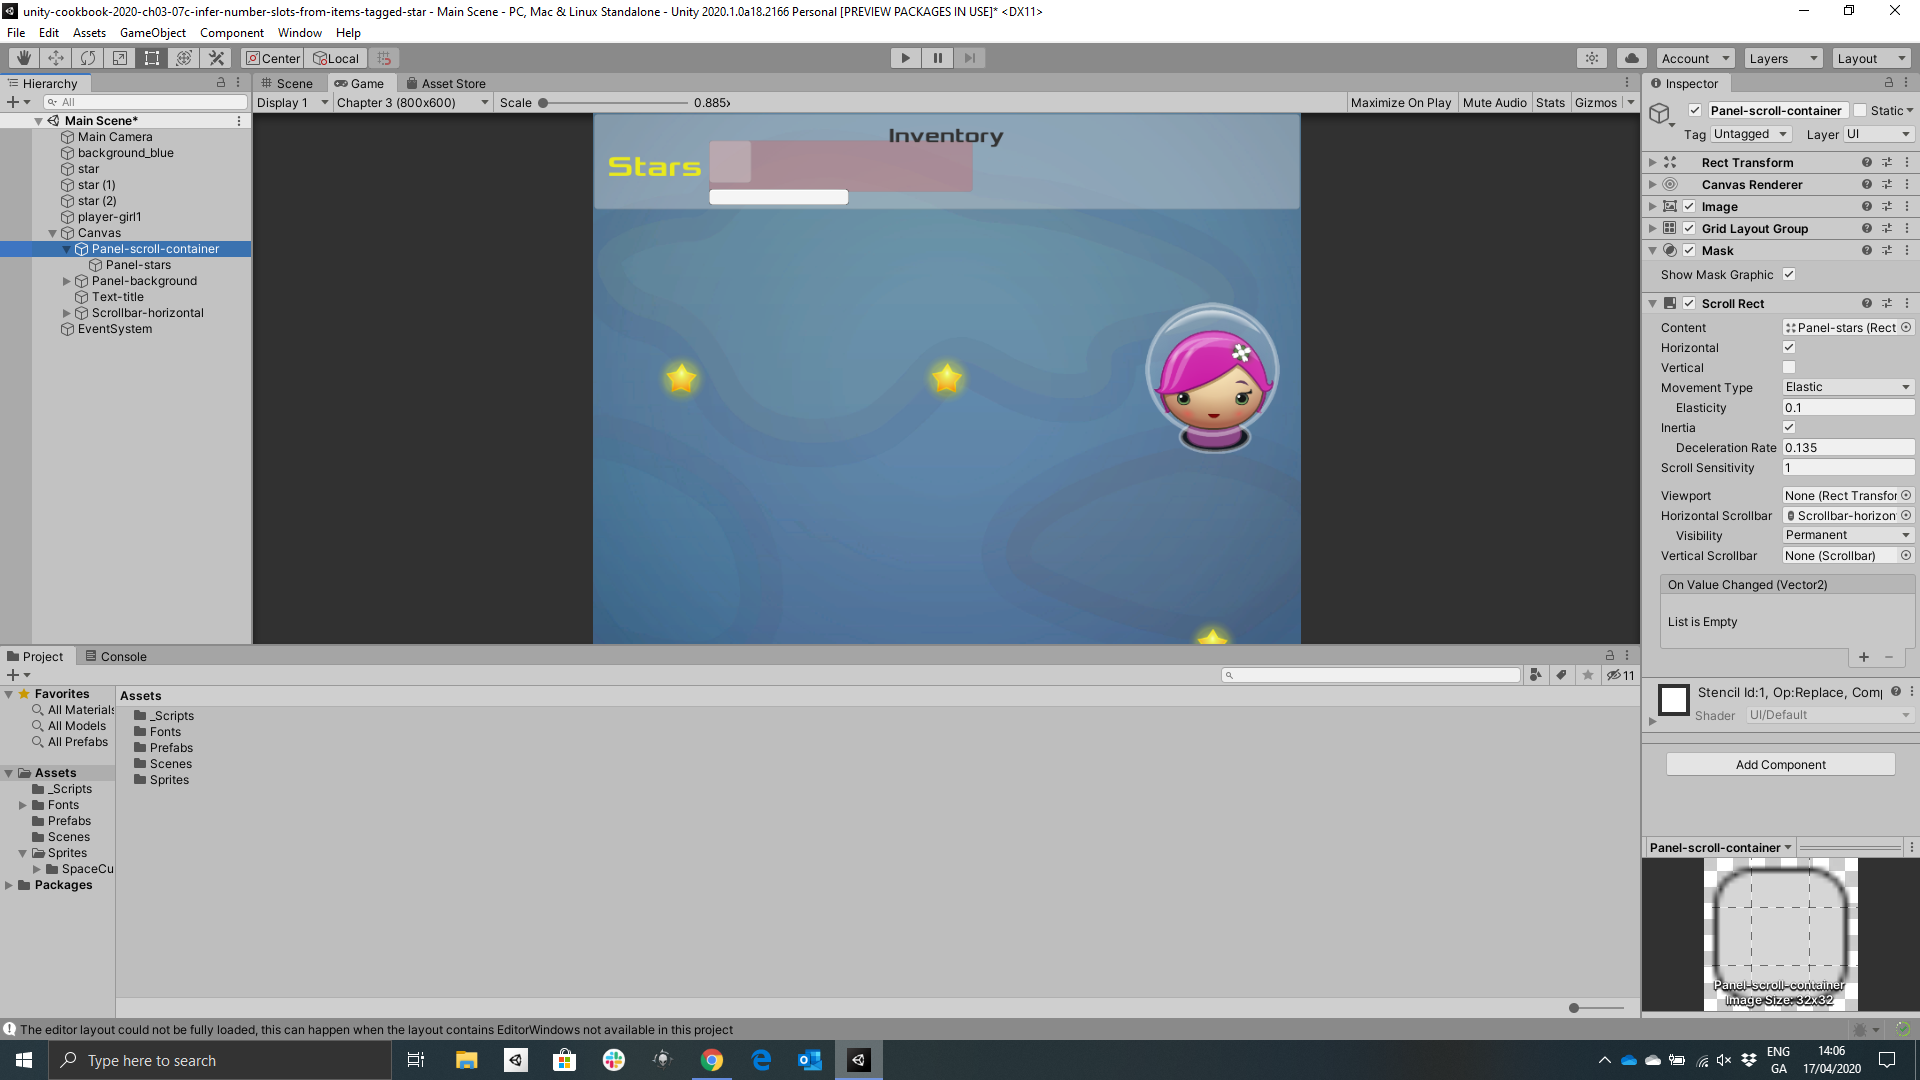 unity-cookbook-2020-ch03-07c-infer-number-slots-from-items-tagged-star - Main Scene - PC, Mac & Linux Standalone - Unity 2020.1.0a18.2166 Personal [PREVIEW PACKAGES IN USE]* <DX11>
File Edit Assets GameObject Component Window Help
Center Local Account Layers Layout
Hierarchy
All
Main Scene*
Main Camera
background_blue
star
star (1)
star (2)
player-girl1
Canvas
Panel-scroll-container
Panel-stars
Panel-background
Text-title
Scrollbar-horizontal
EventSystem
Scene Game Asset Store
Display 1 Chapter 3 (800x600) Scale 0.885x Maximize On Play Mute Audio Stats Gizmos
Inventory
Stars
Inspector
Panel-scroll-container Static
Tag Untagged Layer UI
Rect Transform
Canvas Renderer
Image
Grid Layout Group
Mask
Show Mask Graphic
Scroll Rect
Content Panel-stars (Rect
Horizontal
Vertical
Movement Type Elastic
Elasticity 0.1
Inertia
Deceleration Rate 0.135
Scroll Sensitivity 1
Viewport None (Rect Transfor
Horizontal Scrollbar Scrollbar-horizon
Visibility Permanent
Vertical Scrollbar None (Scrollbar)
On Value Changed (Vector2)
List is Empty
Stencil Id:1, Op:Replace, Comp
Shader UI/Default
Add Component
Panel-scroll-container
Panel-scroll-container
Image Size: 32x32
Project Console
11
Favorites
All Materials
All Models
All Prefabs
Assets
_Scripts
Fonts
Prefabs
Scenes
Sprites
SpaceCu
Packages
Assets
_Scripts
Fonts
Prefabs
Scenes
Sprites
The editor layout could not be fully loaded, this can happen when the layout contains EditorWindows not available in this project
Type here to search
ENG
GA
14:06
17/04/2020